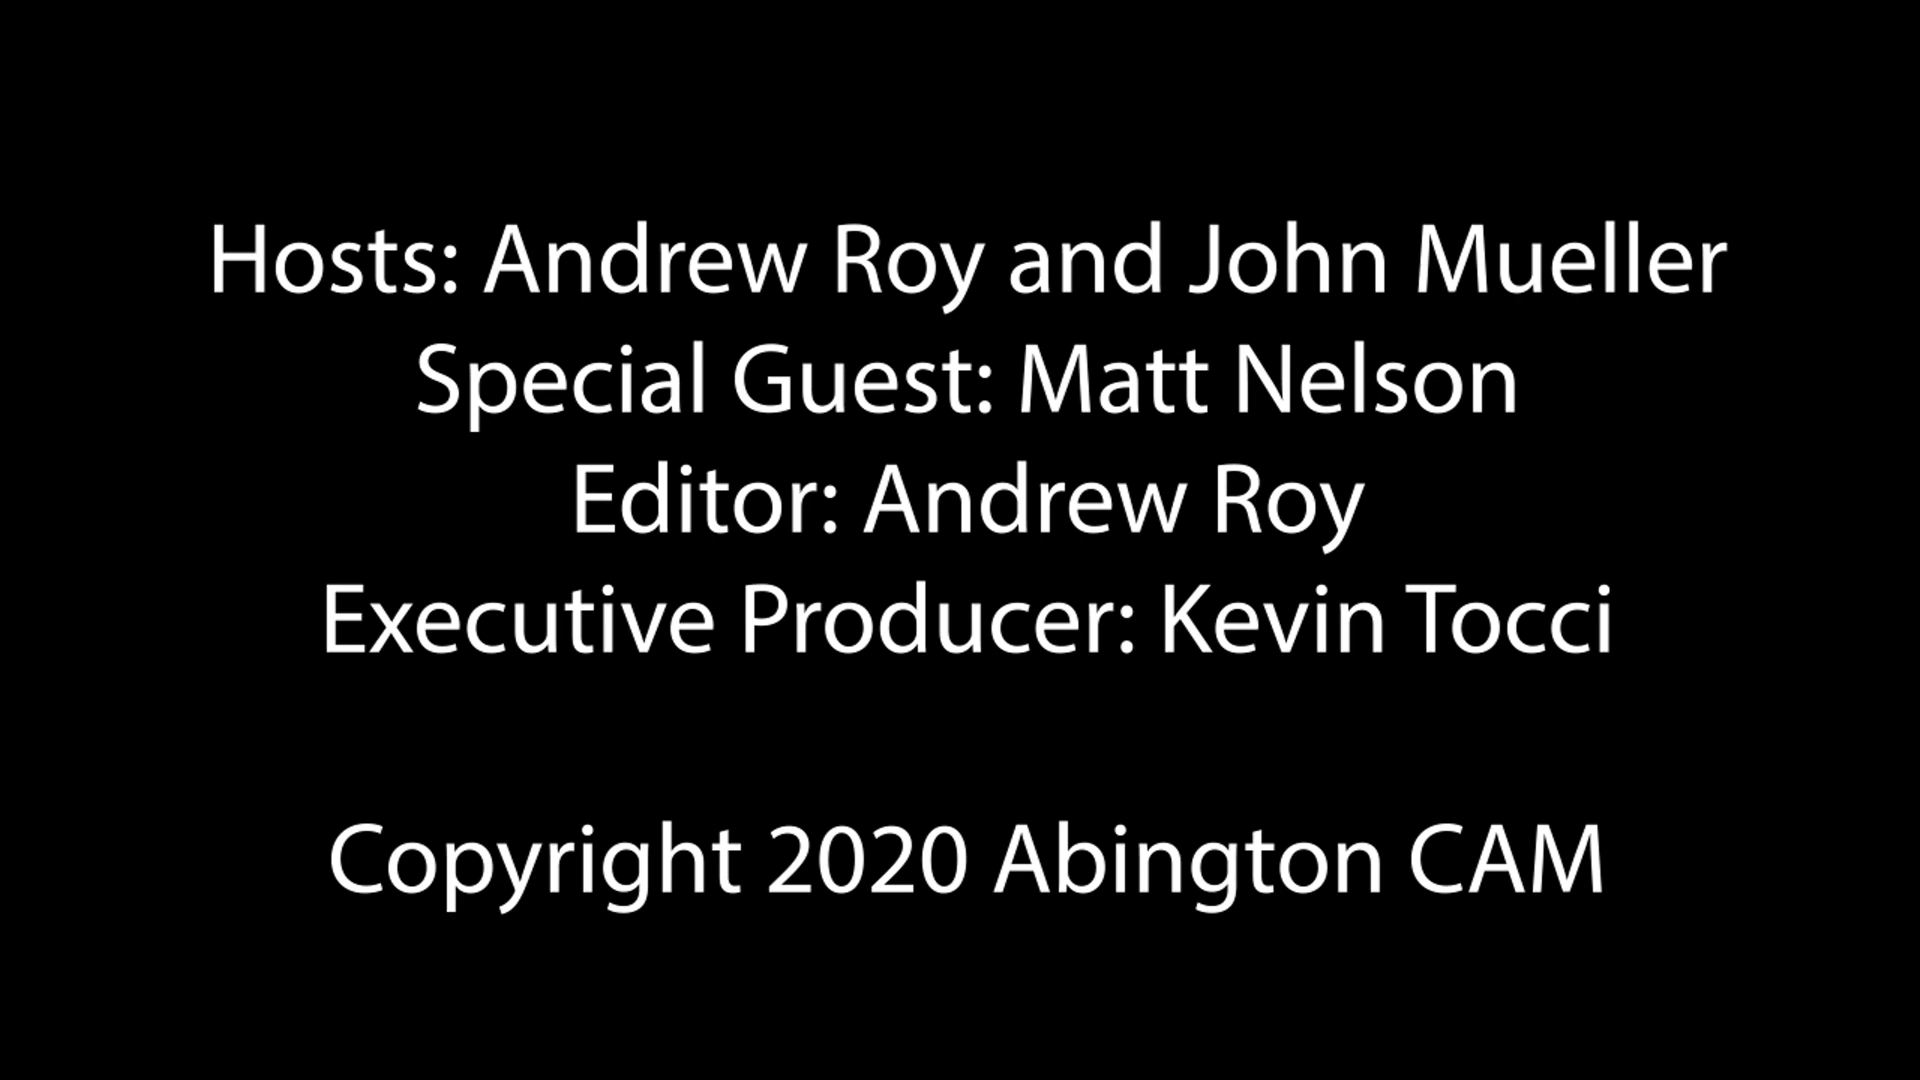 Hosts: Andrew Roy and John Mueller
Special Guest: Matt Nelson
Editor: Andrew Roy
Executive Producer: Kevin Tocci
Copyright 2020 Abington CAM